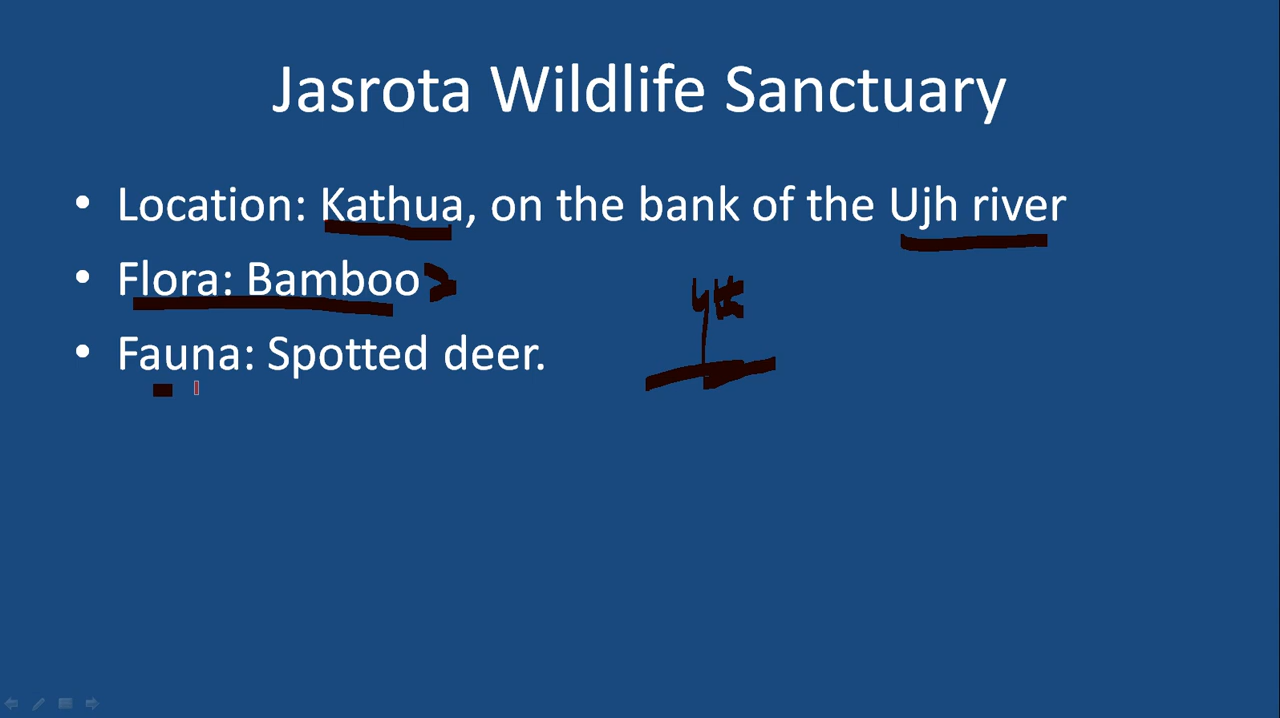 Jasrota Wildlife Sanctuary
• Location: Kathua, on the bank of the Ujh river
• Flora: Bamboo
• Fauna: Spotted deer.